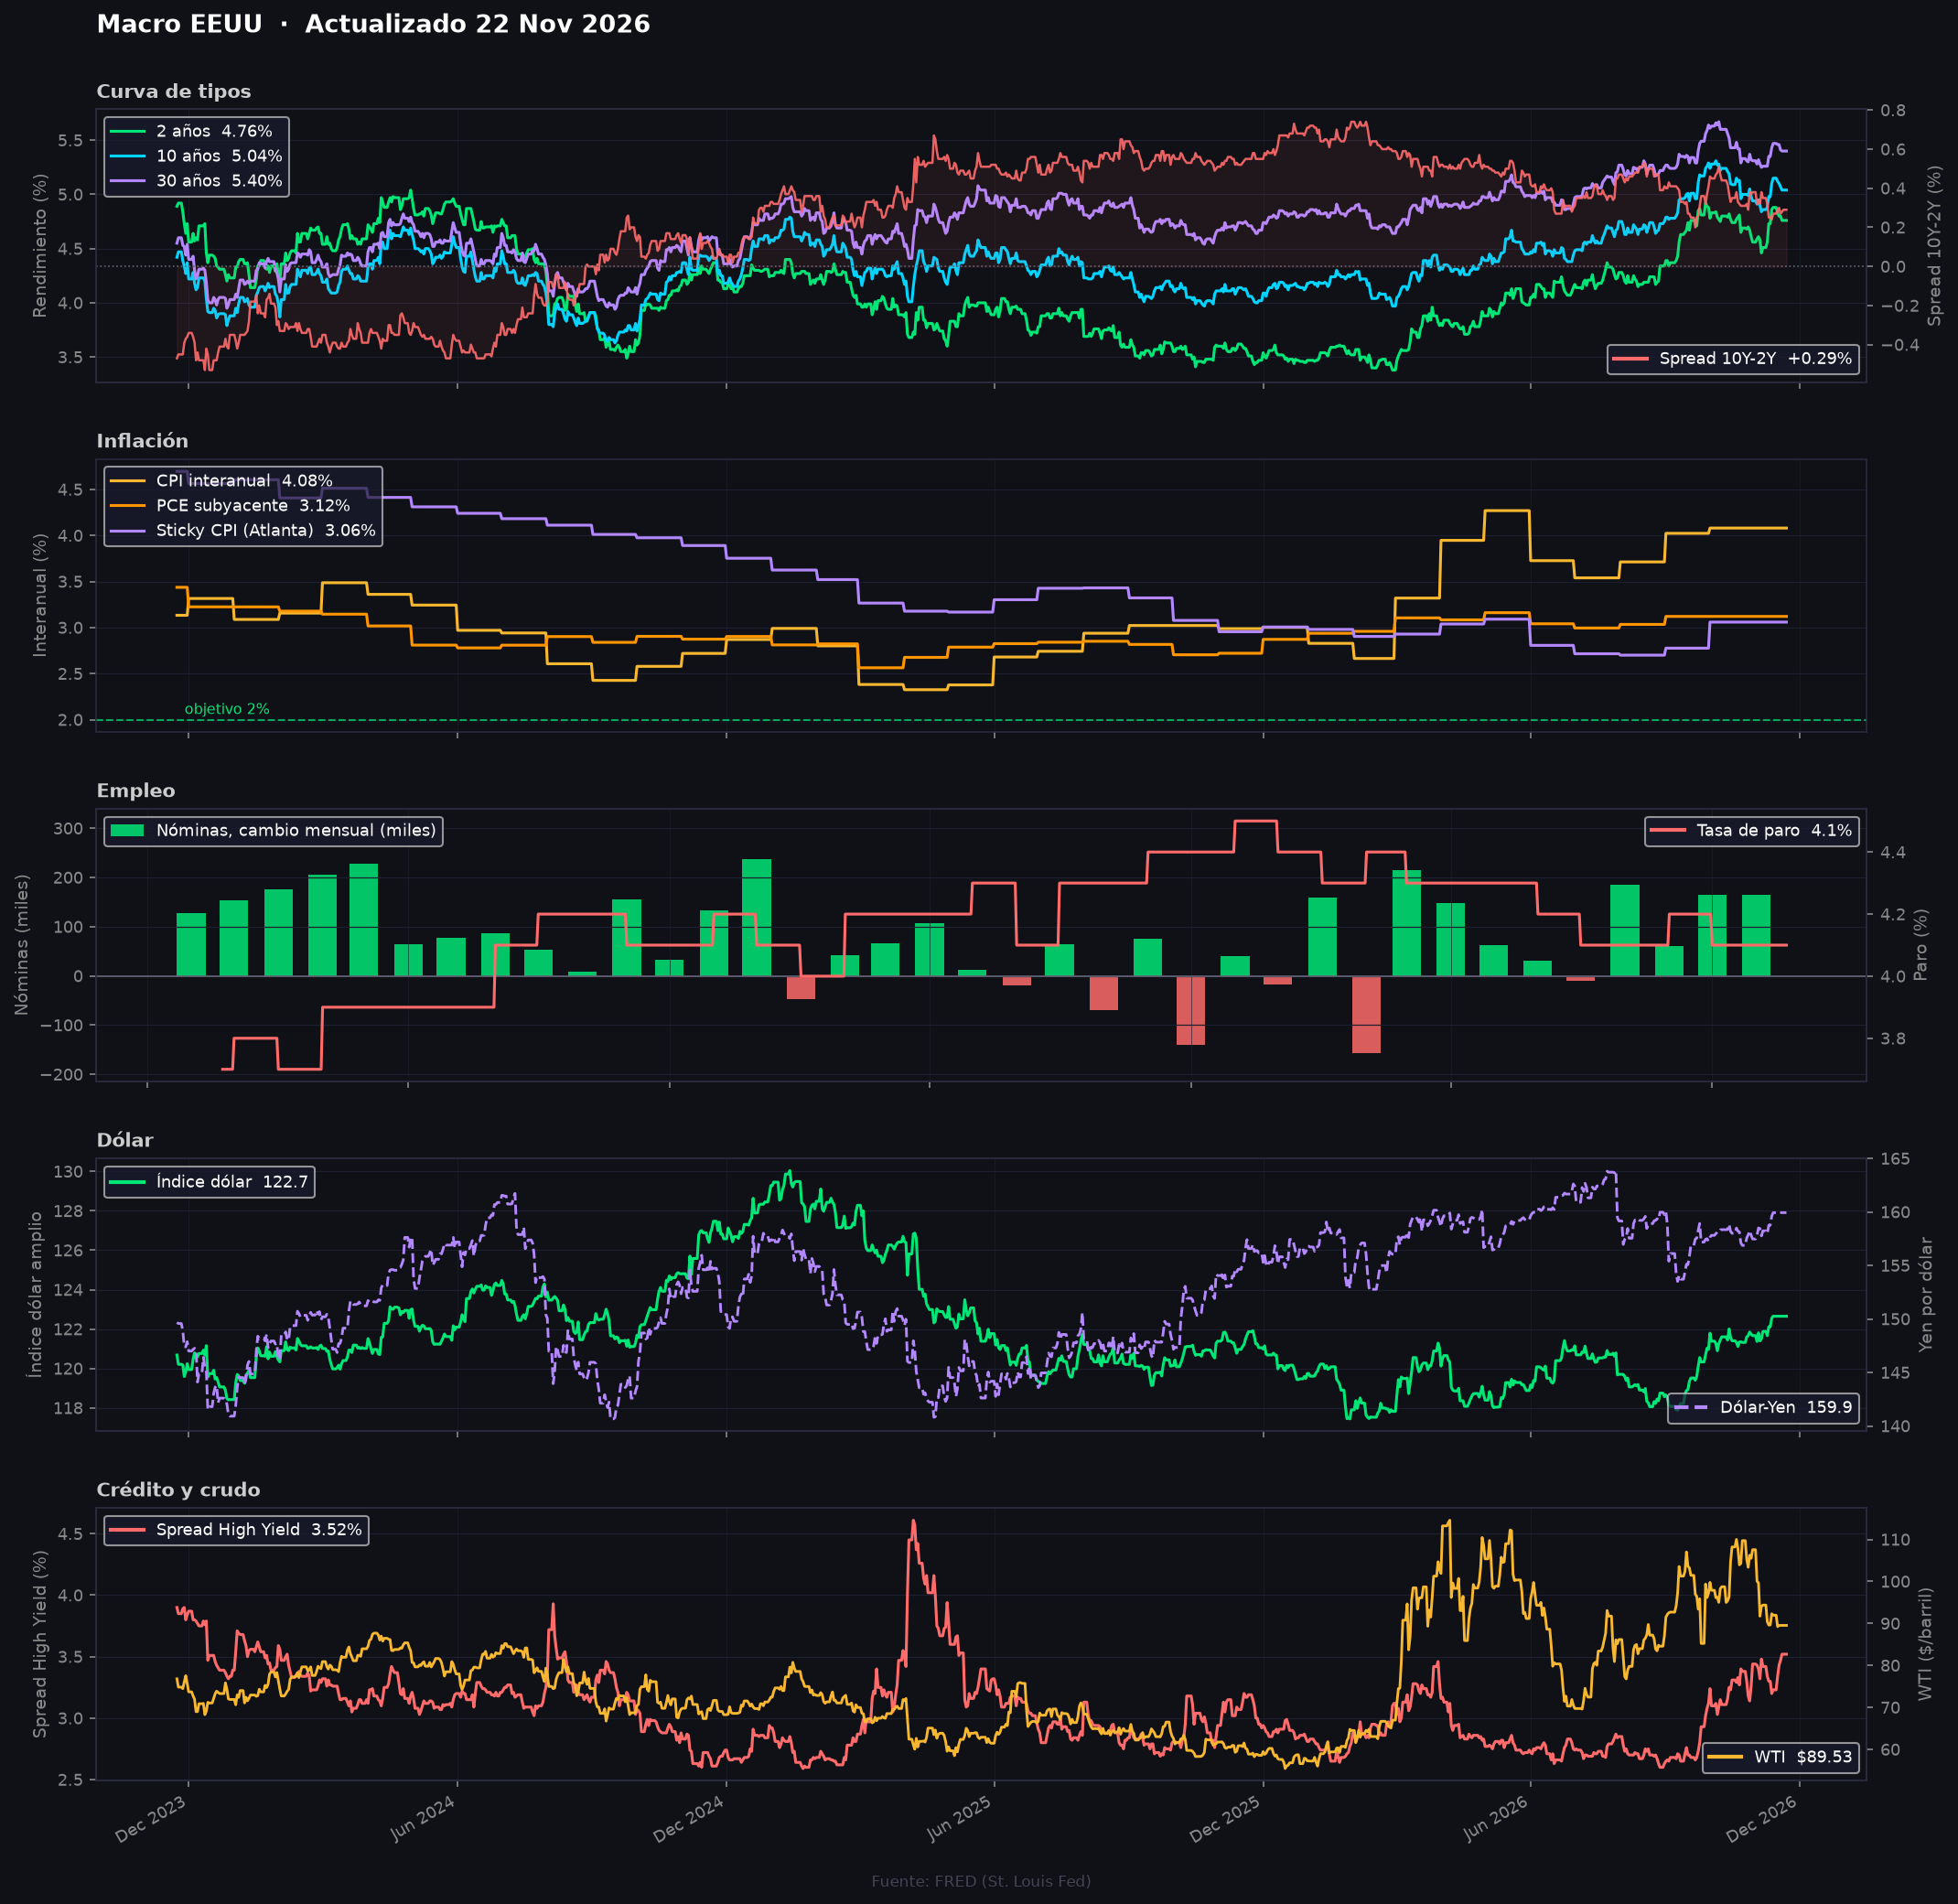 Macro EEUU · Actualizado 22 Nov 2026
Curva de tipos
2 años 4.76%
10 años 5.04%
30 años 5.40%
Spread 10Y-2Y +0.29%
Rendimiento (%)
5.5
5.0
4.5
4.0
3.5
Spread 10Y-2Y (%)
0.8
0.6
0.4
0.2
0.0
−0.2
−0.4
Inflación
CPI interanual 4.08%
PCE subyacente 3.12%
Sticky CPI (Atlanta) 3.06%
objetivo 2%
Interanual (%)
4.5
4.0
3.5
3.0
2.5
2.0
Empleo
Nóminas, cambio mensual (miles)
Tasa de paro 4.1%
Nóminas (miles)
300
200
100
0
−100
−200
Paro (%)
4.4
4.2
4.0
3.8
Dólar
Índice dólar 122.7
Dólar-Yen 159.9
Índice dólar amplio
130
128
126
124
122
120
118
Yen por dólar
165
160
155
150
145
140
Crédito y crudo
Spread High Yield 3.52%
WTI $89.53
Spread High Yield (%)
4.5
4.0
3.5
3.0
2.5
WTI ($/barril)
110
100
90
80
70
60
Dec 2023
Jun 2024
Dec 2024
Jun 2025
Dec 2025
Jun 2026
Dec 2026
Fuente: FRED (St. Louis Fed)